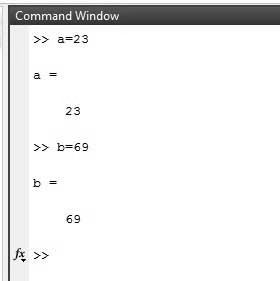 Command Window
>> a=23
a =
23
>> b=69
b =
69
fx >>